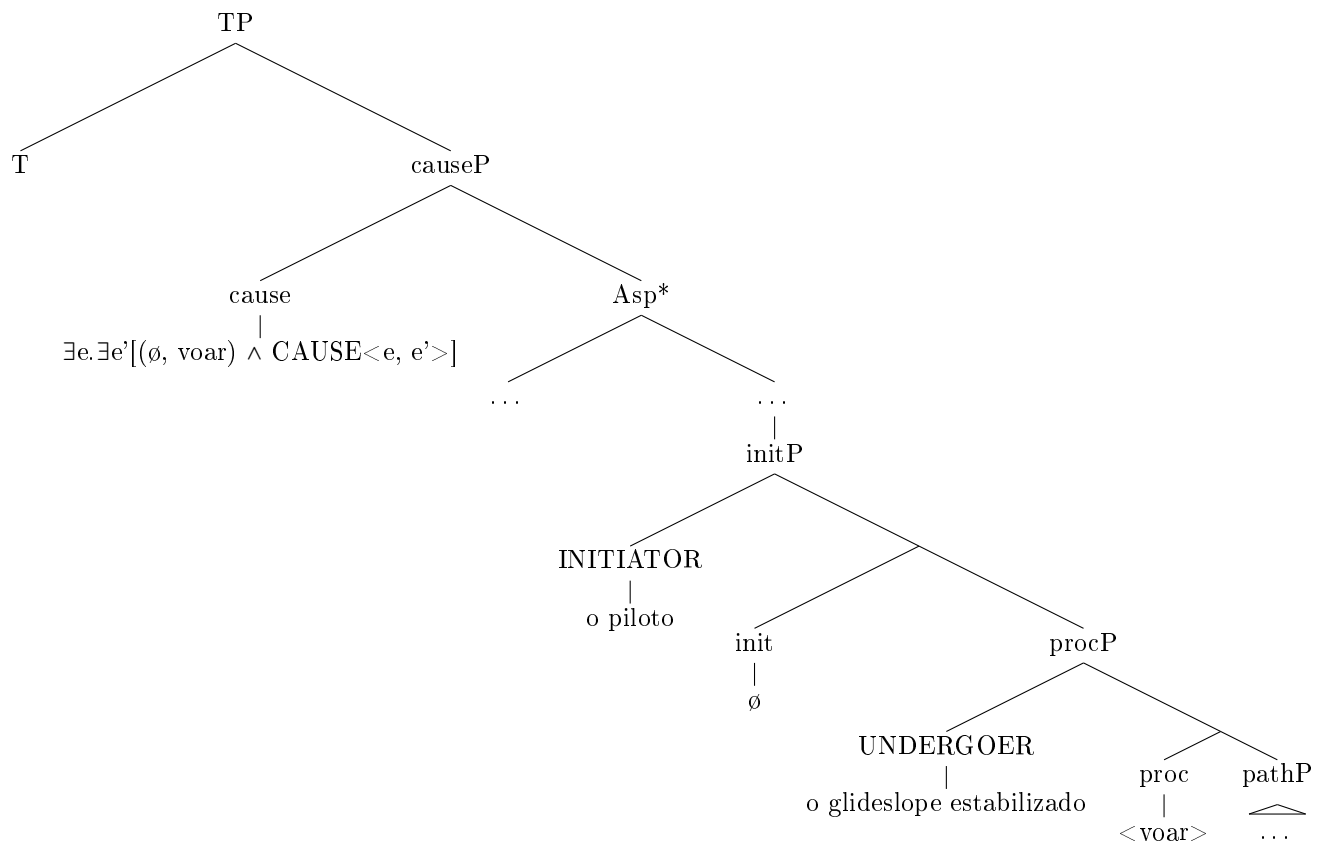 TP
T
causeP
cause
Asp*
∃e.∃e'[(ø, voar) ∧ CAUSE<e, e'>]
...
...
initP
INITIATOR
o piloto
init
procP
ø
UNDERGOER
o glideslope estabilizado
proc
pathP
<voar>
...